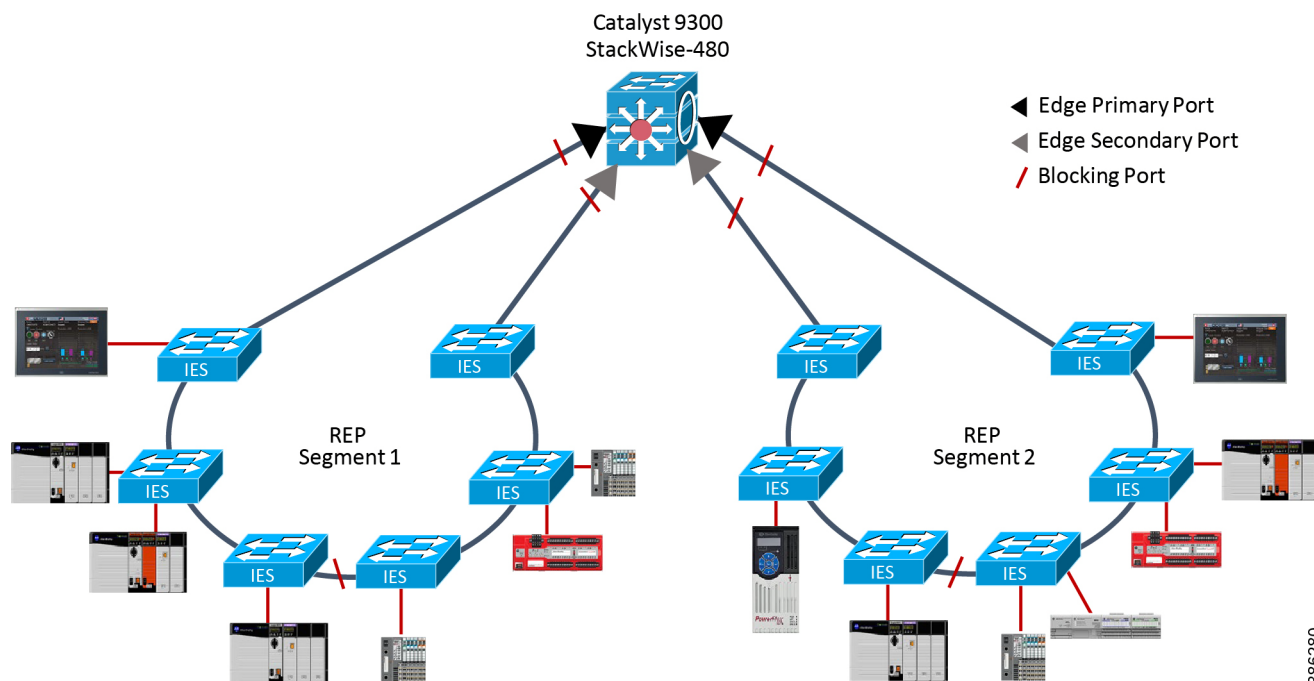 Catalyst 9300
StackWise-480
Edge Primary Port
Edge Secondary Port
Blocking Port
IES
IES
IES
IES
REP
Segment 1
REP
Segment 2
IES
IES
IES
IES
IES
IES
IES
IES
PowerFlex